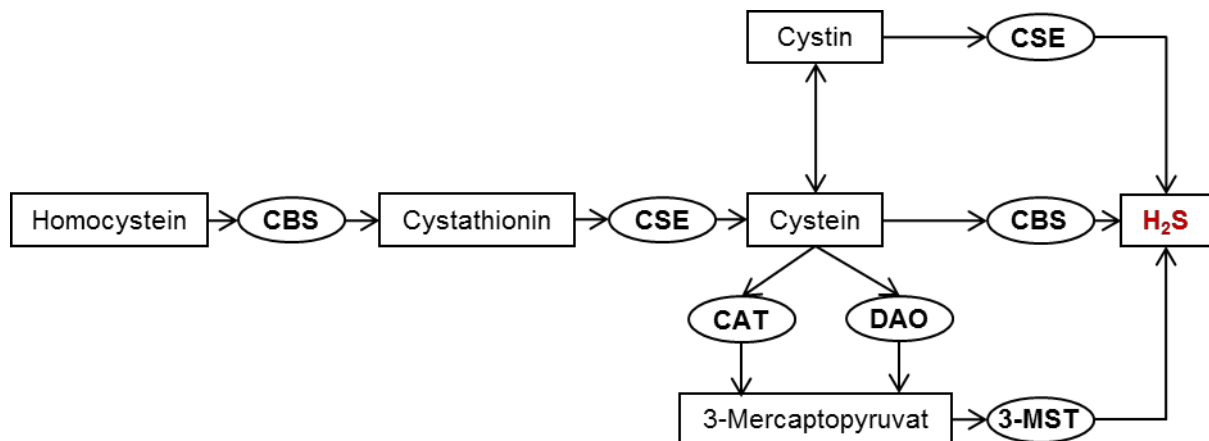 Cystin
CSE
Homocystein
CBS
Cystathionin
CSE
Cystein
CBS
H₂S
CAT
DAO
3-Mercaptopyruvat
3-MST